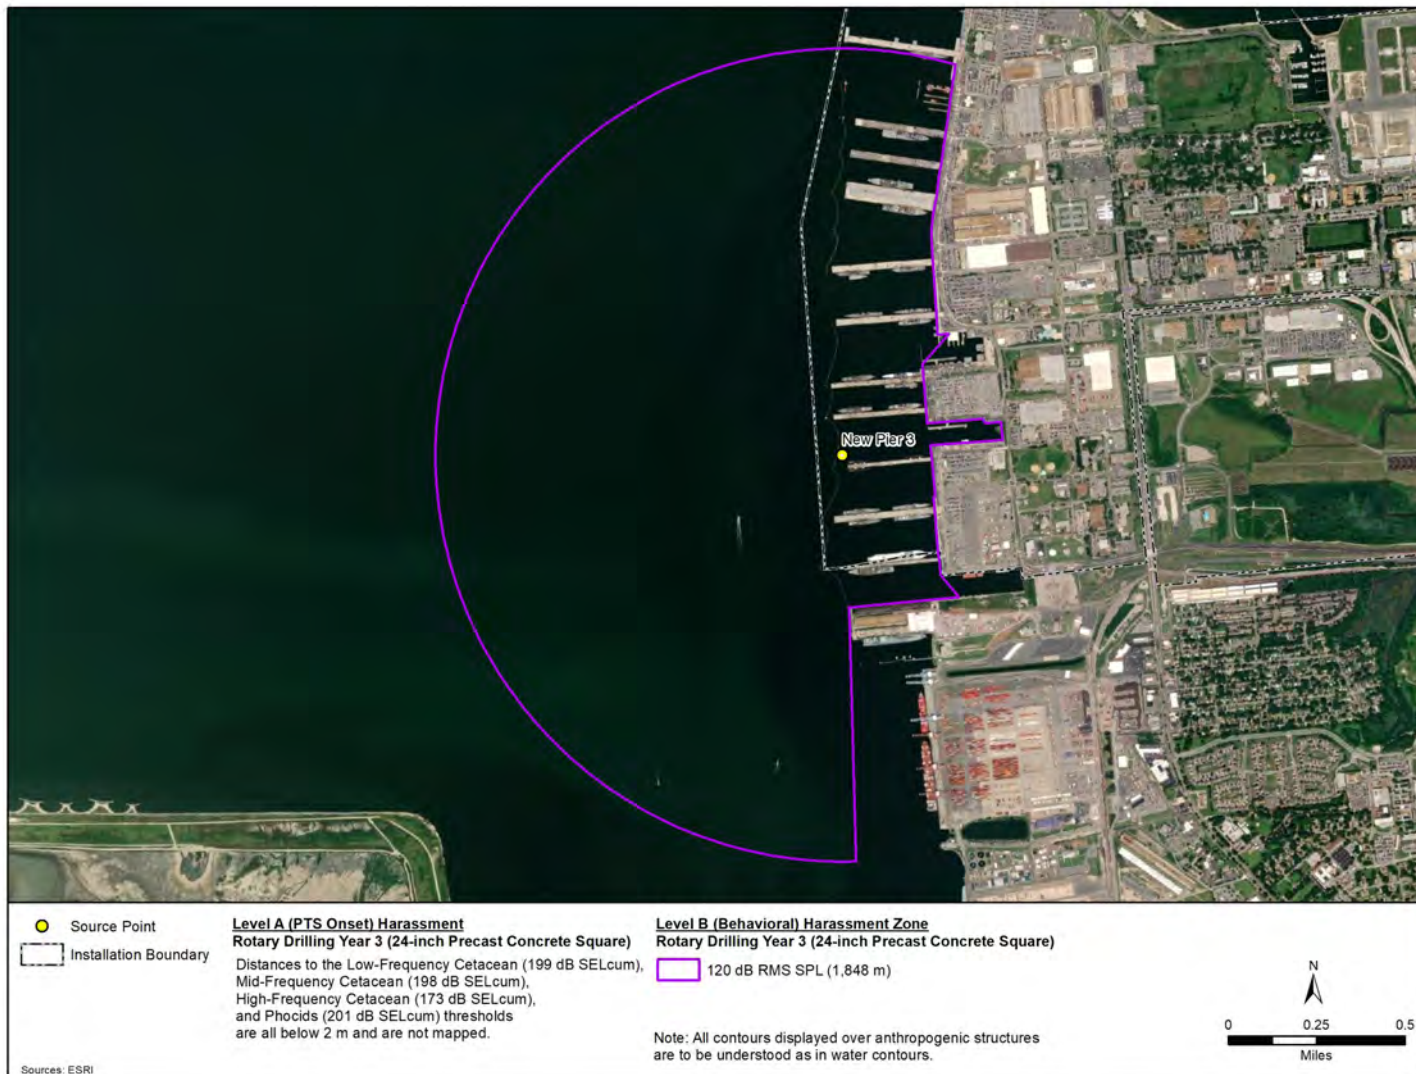 New Pier 3
Source Point
Installation Boundary
Level A (PTS Onset) Harassment
Rotary Drilling Year 3 (24-inch Precast Concrete Square)
Distances to the Low-Frequency Cetacean (199 dB SELcum),
Mid-Frequency Cetacean (198 dB SELcum),
High-Frequency Cetacean (173 dB SELcum),
and Phocids (201 dB SELcum) thresholds
are all below 2 m and are not mapped.
Level B (Behavioral) Harassment Zone
Rotary Drilling Year 3 (24-inch Precast Concrete Square)
120 dB RMS SPL (1,848 m)
Note: All contours displayed over anthropogenic structures
are to be understood as in water contours.
N
0 0.25 0.5
Miles
Sources: ESRI